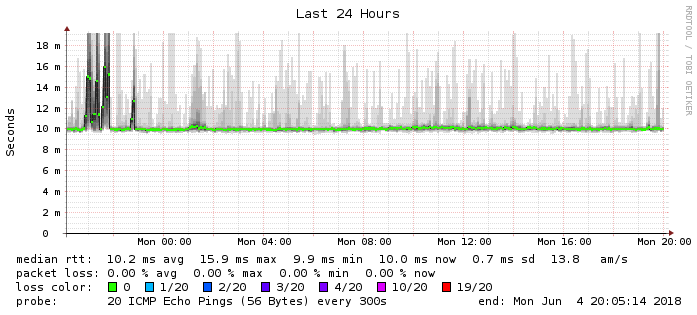 Last 24 Hours
RRDTOOL / TOBI OETIKER
Seconds
18 m
16 m
14 m
12 m
10 m
8 m
6 m
4 m
2 m
0
Mon 00:00 Mon 04:00 Mon 08:00 Mon 12:00 Mon 16:00 Mon 20:00
median rtt: 10.2 ms avg 15.9 ms max 9.9 ms min 10.0 ms now 0.7 ms sd 13.8 am/s
packet loss: 0.00 % avg 0.00 % max 0.00 % min 0.00 % now
loss color: 0 1/20 2/20 3/20 4/20 10/20 19/20
probe: 20 ICMP Echo Pings (56 Bytes) every 300s end: Mon Jun 4 20:05:14 2018